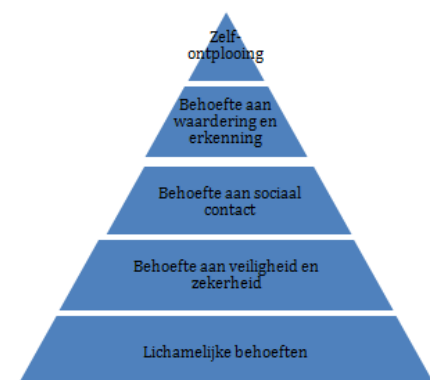 Zelf-
ontplooing
Behoefte aan
waardering en
erkenning
Behoefte aan sociaal
contact
Behoefte aan veiligheid en
zekerheid
Lichamelijke behoeften